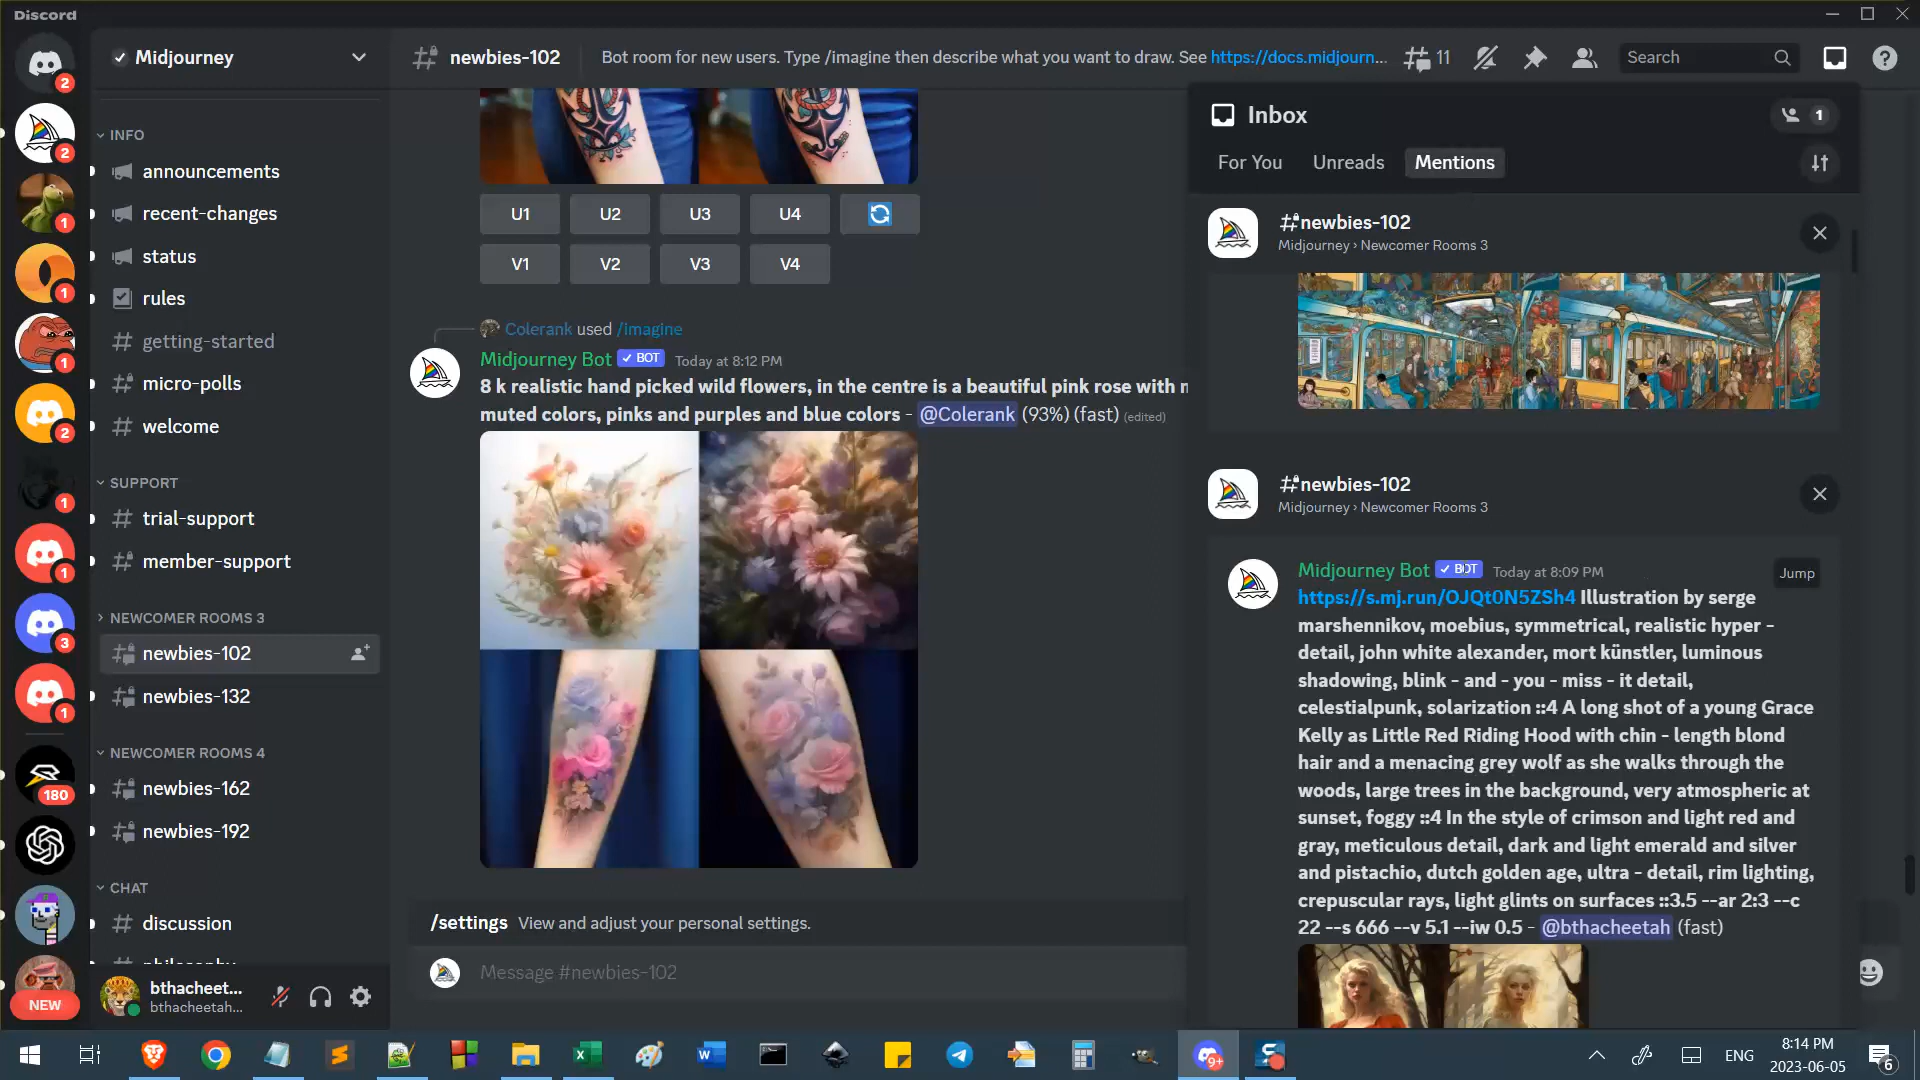 Discord
Midjourney
newbies-102
Bot room for new users. Type /imagine then describe what you want to draw. See https://docs.midjourn...
11
Search
2
2
1
1
1
2
1
1
3
1
180
NEW
INFO
announcements
recent-changes
status
rules
getting-started
micro-polls
welcome
SUPPORT
trial-support
member-support
NEWCOMER ROOMS 3
newbies-102
newbies-132
NEWCOMER ROOMS 4
newbies-162
newbies-192
CHAT
discussion
philosophy
bthacheet...
bthacheetah...
U1 U2 U3 U4
V1 V2 V3 V4
Colerank used /imagine
Midjourney Bot ✓ BOT Today at 8:12 PM
8 k realistic hand picked wild flowers, in the centre is a beautiful pink rose with
muted colors, pinks and purples and blue colors - @Colerank (93%) (fast) (edited)
/settings View and adjust your personal settings.
Message #newbies-102
Inbox
1
For You Unreads Mentions
#newbies-102
Midjourney › Newcomer Rooms 3
#newbies-102
Midjourney › Newcomer Rooms 3
Midjourney Bot ✓ BOT Today at 8:09 PM
Jump
https://s.mj.run/OJQt0N5ZSh4 Illustration by serge
marshennikov, moebius, symmetrical, realistic hyper -
detail, john white alexander, mort künstler, luminous
shadowing, blink - and - you - miss - it detail,
celestialpunk, solarization ::4 A long shot of a young Grace
Kelly as Little Red Riding Hood with chin - length blond
hair and a menacing grey wolf as she walks through the
woods, large trees in the background, very atmospheric at
sunset, foggy ::4 In the style of crimson and light red and
gray, meticulous detail, dark and light emerald and silver
and pistachio, dutch golden age, ultra - detail, rim lighting,
crepuscular rays, light glints on surfaces ::3.5 --ar 2:3 --c
22 --s 666 --v 5.1 --iw 0.5 - @bthacheetah (fast)
9+
ENG
8:14 PM
2023-06-05
6